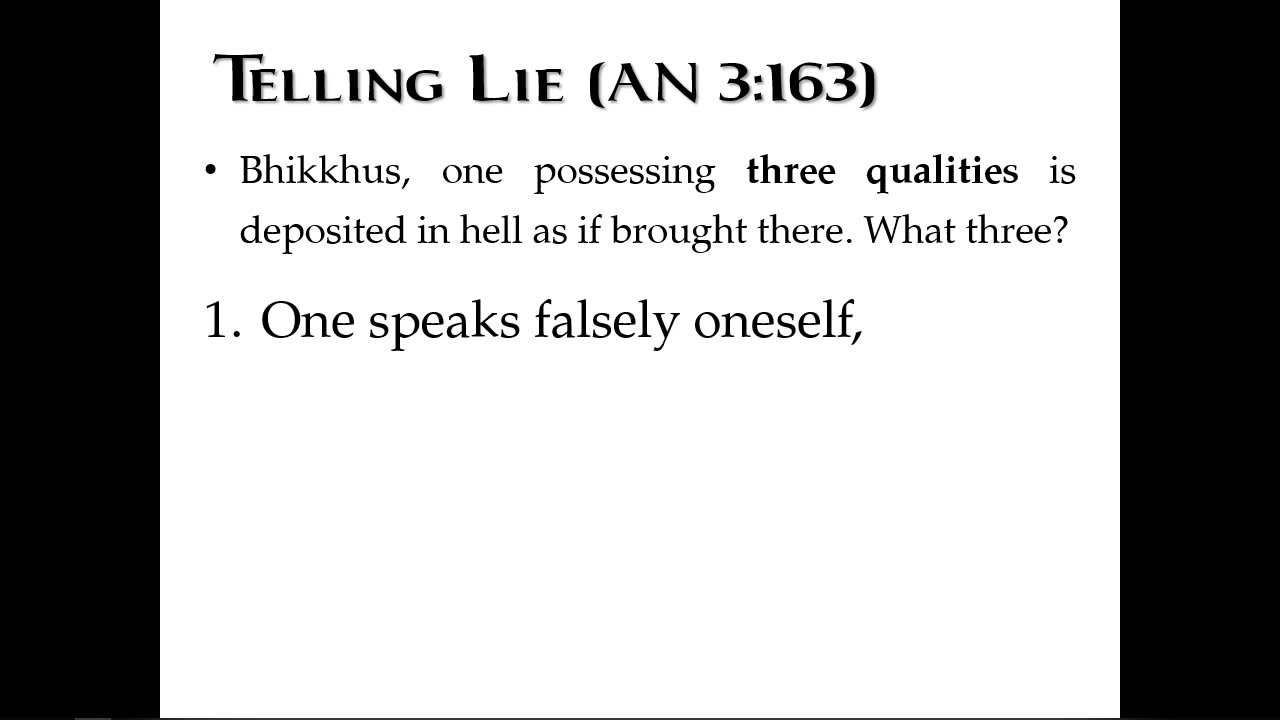 TELLING LIE (AN 3:163)
• Bhikkhus, one possessing three qualities is
deposited in hell as if brought there. What three?
1. One speaks falsely oneself,